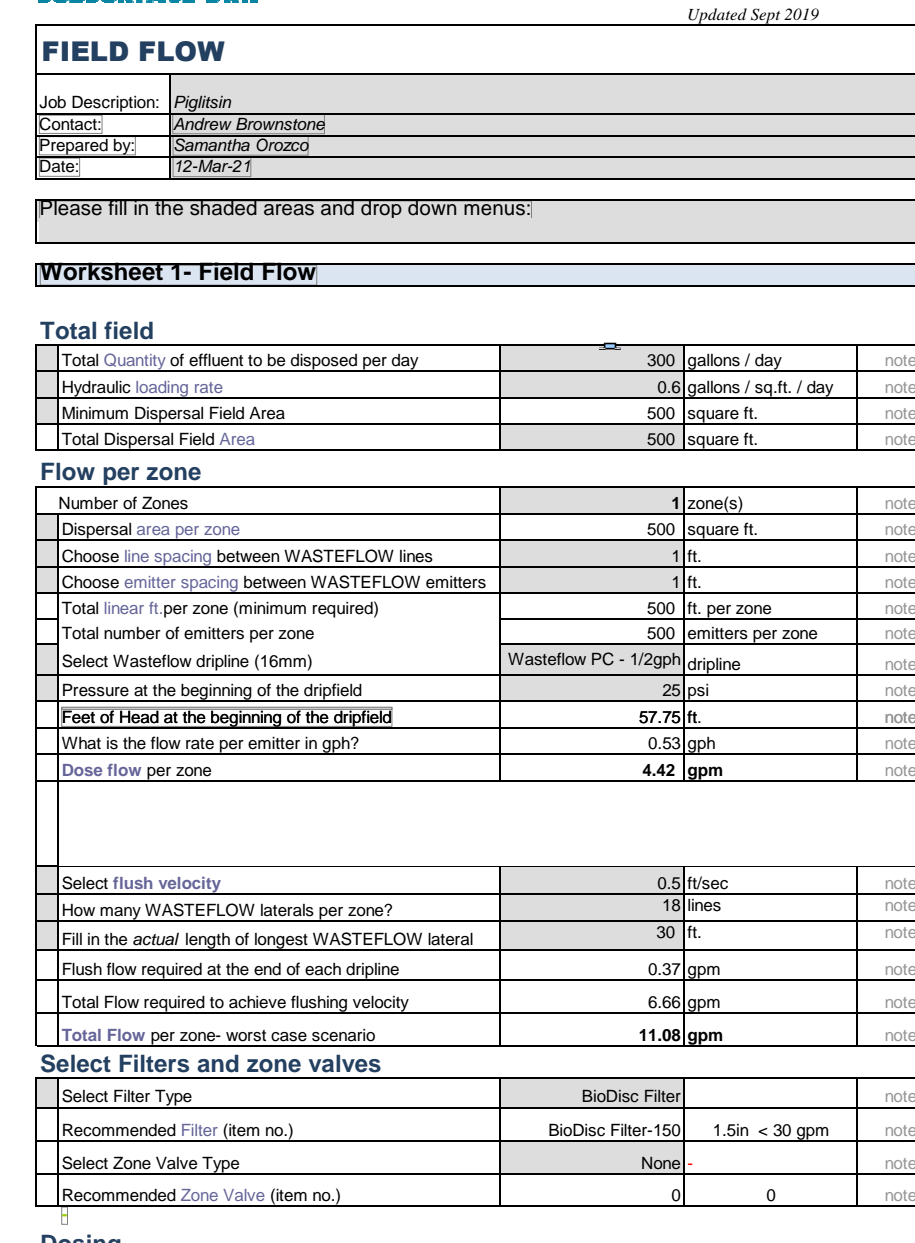 Updated Sept 2019
FIELD FLOW
Job Description: Piglitsin
Contact: Andrew Brownstone
Prepared by: Samantha Orozco
Date: 12-Mar-21
Please fill in the shaded areas and drop down menus:
Worksheet 1- Field Flow
Total field
Total Quantity of effluent to be disposed per day 300 gallons / day note
Hydraulic loading rate 0.6 gallons / sq.ft. / day note
Minimum Dispersal Field Area 500 square ft. note
Total Dispersal Field Area 500 square ft. note
Flow per zone
Number of Zones 1 zone(s) note
Dispersal area per zone 500 square ft. note
Choose line spacing between WASTEFLOW lines 1 ft. note
Choose emitter spacing between WASTEFLOW emitters 1 ft. note
Total linear ft.per zone (minimum required) 500 ft. per zone note
Total number of emitters per zone 500 emitters per zone note
Select Wasteflow dripline (16mm) Wasteflow PC - 1/2gph dripline note
Pressure at the beginning of the dripfield 25 psi note
Feet of Head at the beginning of the dripfield 57.75 ft. note
What is the flow rate per emitter in gph? 0.53 gph note
Dose flow per zone 4.42 gpm note
Select flush velocity 0.5 ft/sec note
How many WASTEFLOW laterals per zone? 18 lines note
Fill in the actual length of longest WASTEFLOW lateral 30 ft. note
Flush flow required at the end of each dripline 0.37 gpm note
Total Flow required to achieve flushing velocity 6.66 gpm note
Total Flow per zone- worst case scenario 11.08 gpm note
Select Filters and zone valves
Select Filter Type BioDisc Filter note
Recommended Filter (item no.) BioDisc Filter-150 1.5in < 30 gpm note
Select Zone Valve Type None - note
Recommended Zone Valve (item no.) 0 0 note
Dosing